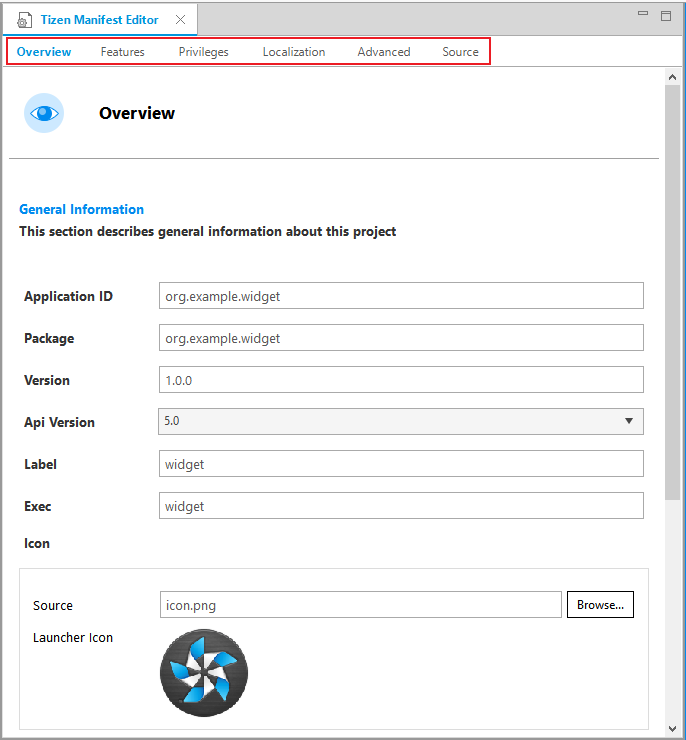 Tizen Manifest Editor
Overview Features Privileges Localization Advanced Source
Overview
General Information
This section describes general information about this project
Application ID org.example.widget
Package org.example.widget
Version 1.0.0
Api Version 5.0
Label widget
Exec widget
Icon
Source icon.png Browse...
Launcher Icon